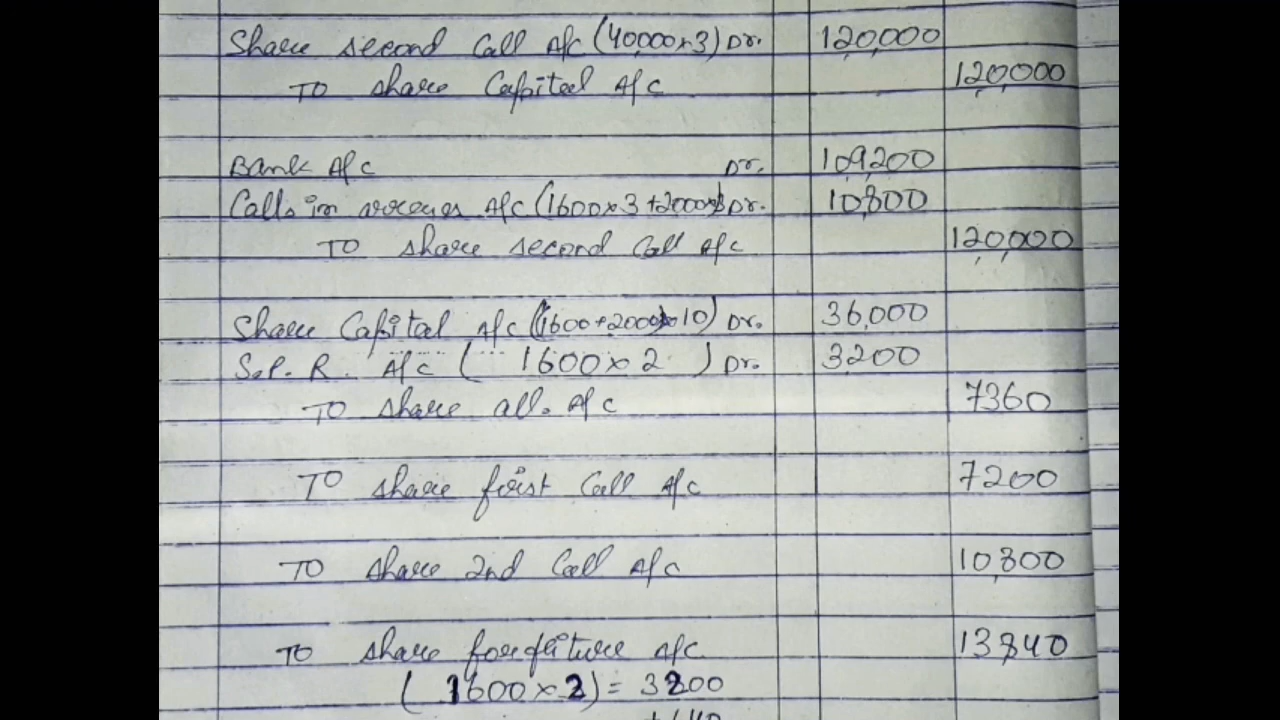 Share second Call A/c (40,000×3) Dr. 120,000
TO share Capital A/c 120,000
Bank A/c Dr. 109,200
Calls in arrears A/c (1600×3+2000×3) Dr. 10,800
TO share second Call A/c 120,000
Share Capital A/c (1600+2000×10) Dr. 36,000
S.P. R. A/c ( 1600×2 ) Dr. 3200
TO share all. A/c 7360
TO share first Call A/c 7200
TO share 2nd Call A/c 10,800
TO share forefeiture A/c 13840
( 1600×2) = 3200